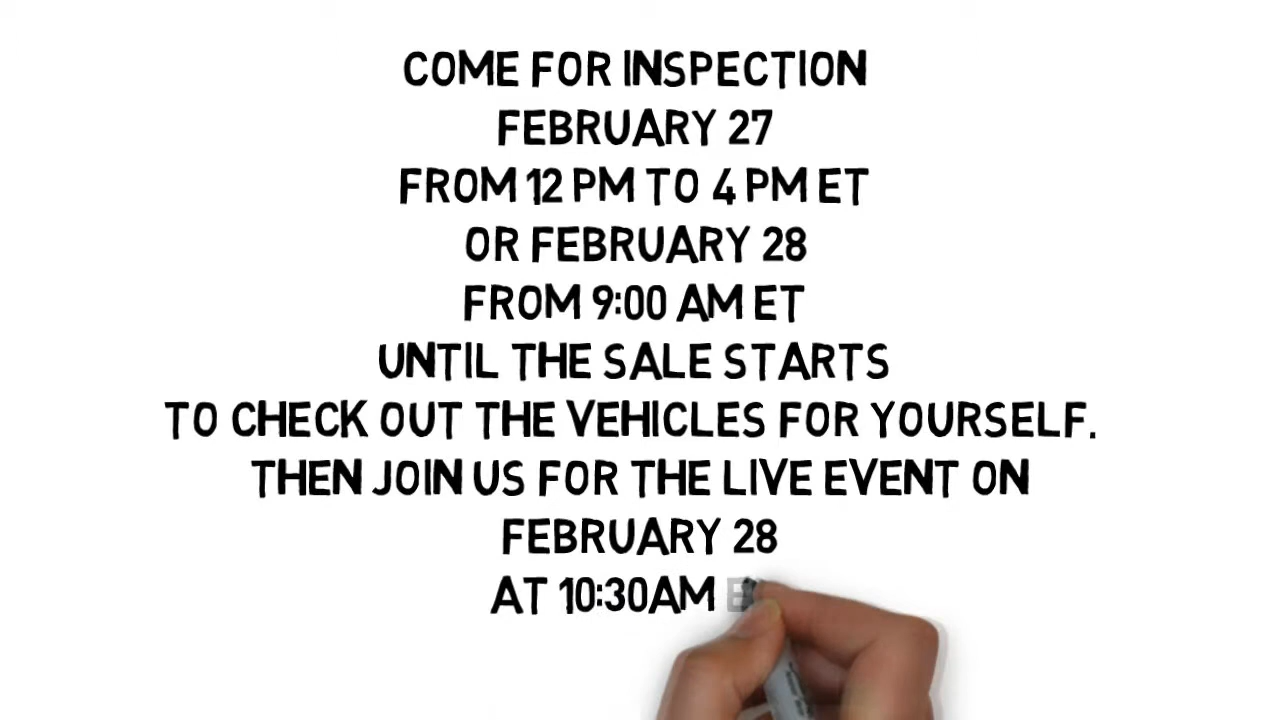 COME FOR INSPECTION
FEBRUARY 27
FROM 12 PM TO 4 PM ET
OR FEBRUARY 28
FROM 9:00 AM ET
UNTIL THE SALE STARTS
TO CHECK OUT THE VEHICLES FOR YOURSELF.
THEN JOIN US FOR THE LIVE EVENT ON
FEBRUARY 28
AT 10:30AM